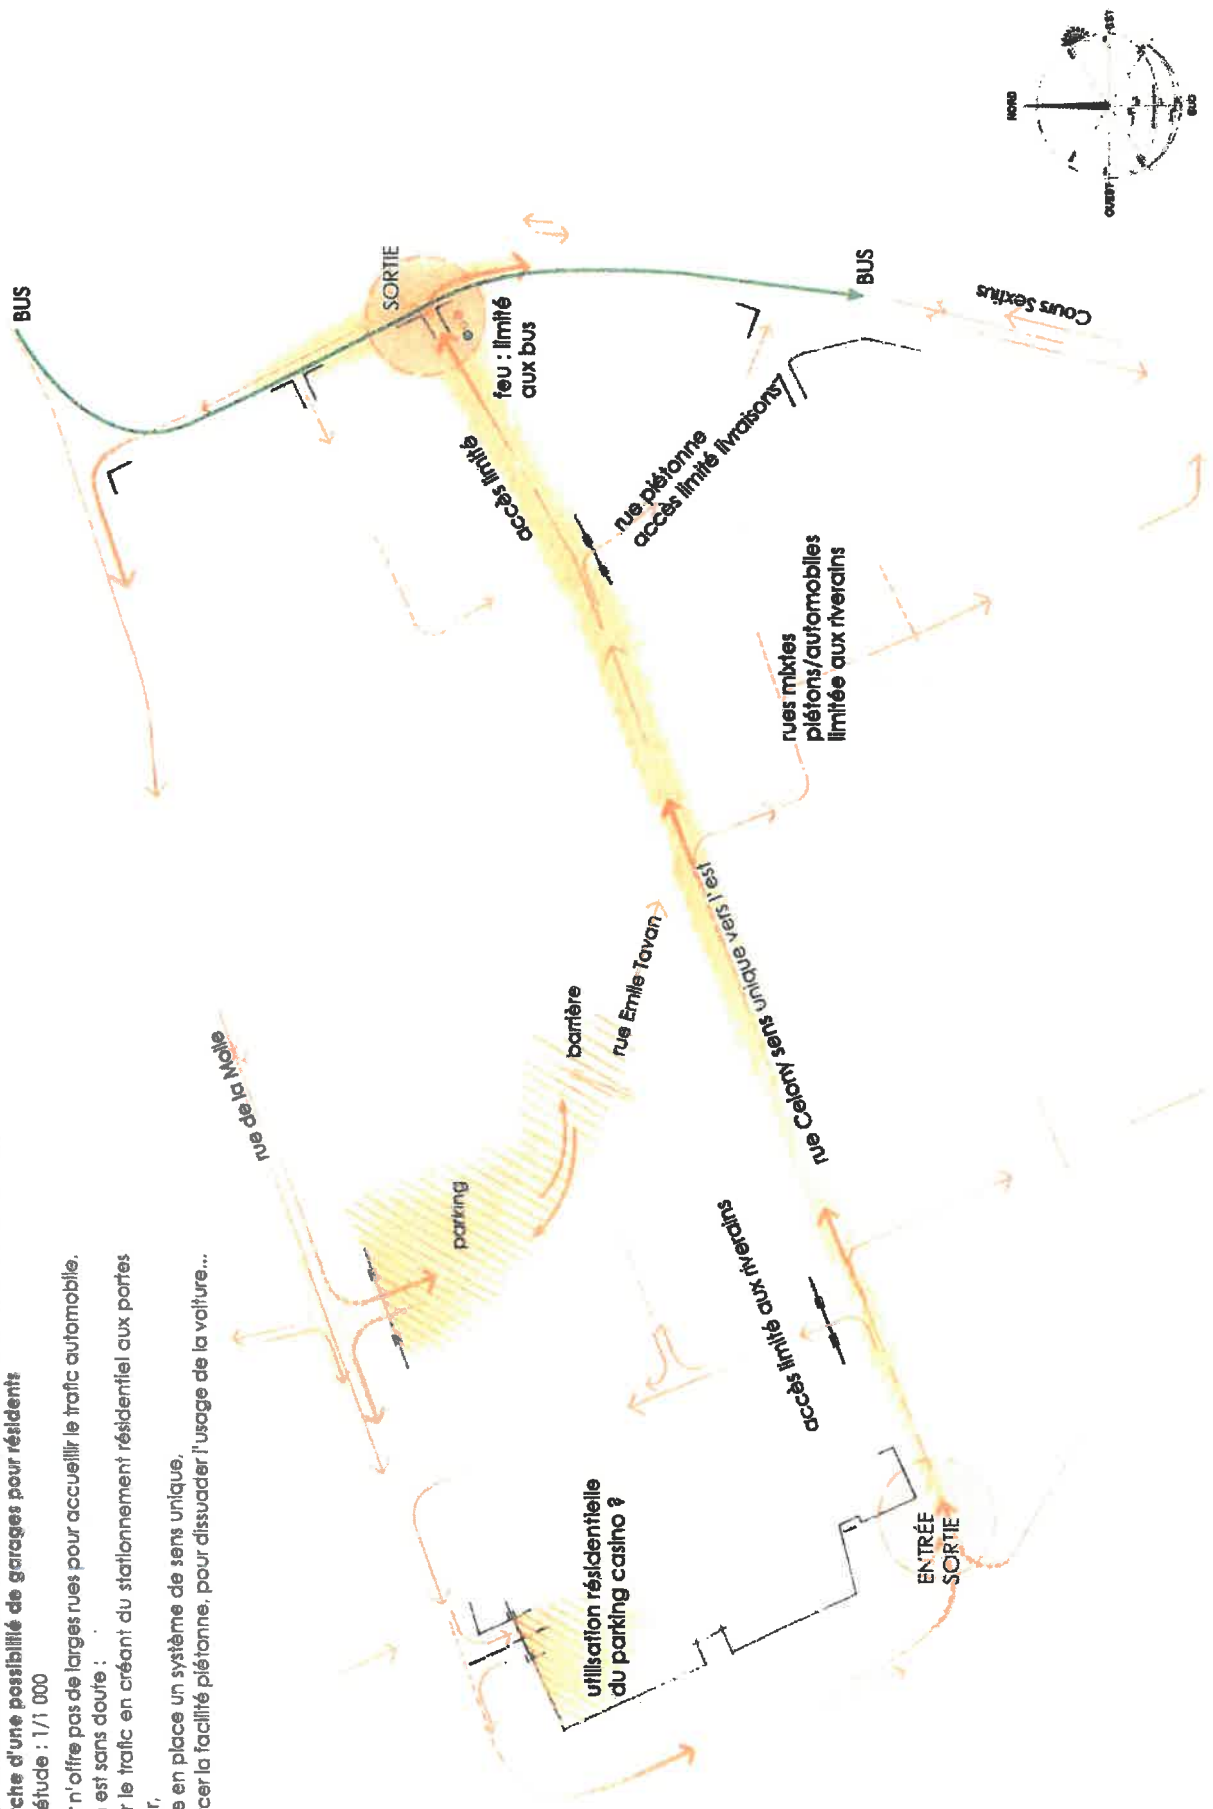 che d'une possibilité de garages pour résidents
étude : 1/1 000
n'offre pas de larges rues pour accueillir le trafic automobile.
est sans doute :
r le trafic en créant du stationnement résidentiel aux portes
r,
e en place un système de sens unique,
cer la facilité piétonne, pour dissuader l'usage de la voiture...
BUS
SORTIE
feu : limité
aux bus
BUS
Cours Sextius
accès limité
rue piétonne
accès limité livraisons
rues mixtes
piétons/automobiles
limitée aux riverains
rue de la Molle
parking
barrière
rue Emile Tavan
rue Celony sens unique vers l'est
accès limité aux riverains
utilisation résidentielle
du parking casino ?
ENTRÉE
SORTIE
NORD
EST
OUEST
SUD